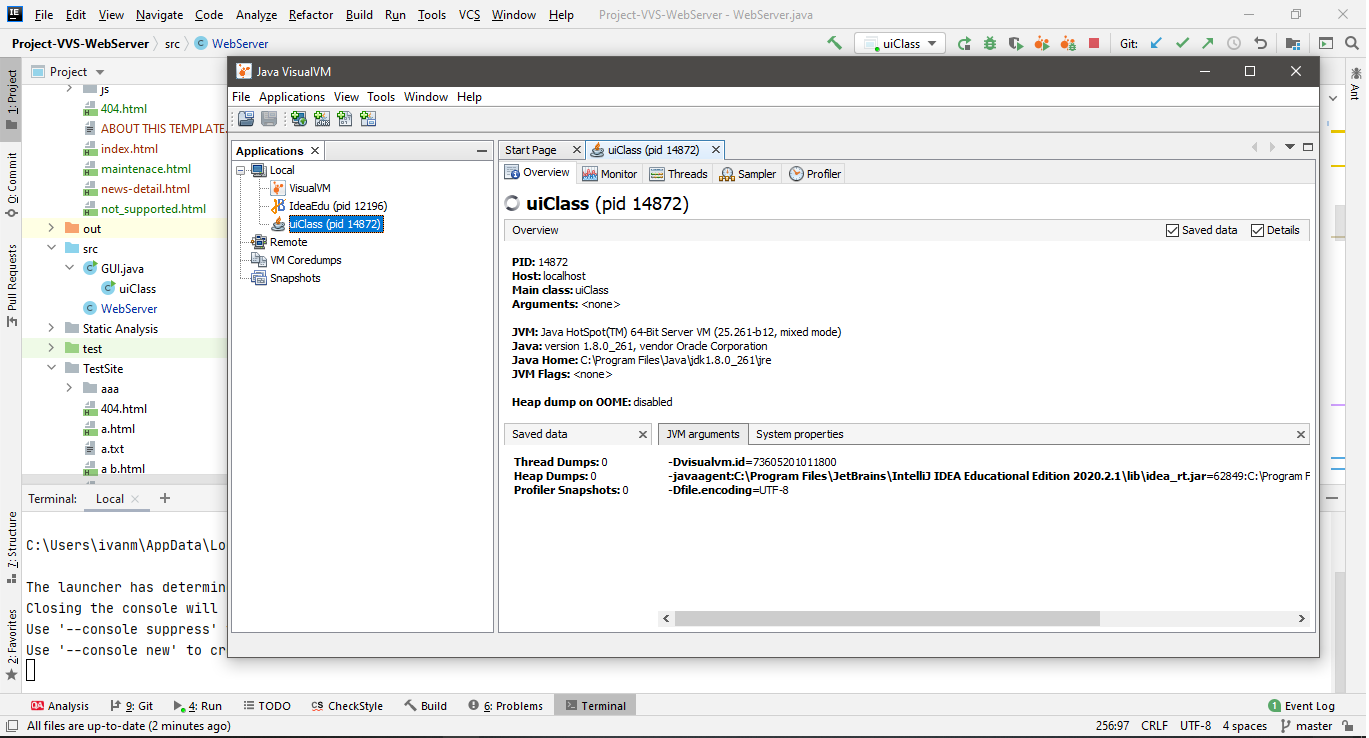 IE File Edit View Navigate Code Analyze Refactor Build Run Tools VCS Window Help Project-VVS-WebServer - WebServer.java
Project-VVS-WebServer src C WebServer uiClass Git:
1: Project
0: Commit
Pull Requests
7: Structure
2: Favorites
Project
js
404.html
ABOUT THIS TEMPLATE.
index.html
maintenace.html
news-detail.html
not_supported.html
out
src
GUI.java
uiClass
WebServer
Static Analysis
test
TestSite
aaa
404.html
a.html
a.txt
a b.html
Ant
Java VisualVM
File Applications View Tools Window Help
Applications
Local
VisualVM
IdeaEdu (pid 12196)
uiClass (pid 14872)
Remote
VM Coredumps
Snapshots
Start Page uiClass (pid 14872)
Overview Monitor Threads Sampler Profiler
uiClass (pid 14872)
Overview Saved data Details
PID: 14872
Host: localhost
Main class: uiClass
Arguments: <none>
JVM: Java HotSpot(TM) 64-Bit Server VM (25.261-b12, mixed mode)
Java: version 1.8.0_261, vendor Oracle Corporation
Java Home: C:\Program Files\Java\jdk1.8.0_261\jre
JVM Flags: <none>
Heap dump on OOME: disabled
Saved data
Thread Dumps: 0
Heap Dumps: 0
Profiler Snapshots: 0
JVM arguments System properties
-Dvisualvm.id=73605201011800
-javaagent:C:\Program Files\JetBrains\IntelliJ IDEA Educational Edition 2020.2.1\lib\idea_rt.jar=62849:C:\Program F
-Dfile.encoding=UTF-8
Terminal: Local
C:\Users\ivanm\AppData\Lo
The launcher has determin
Closing the console will
Use '--console suppress'
Use '--console new' to cr
Analysis 9: Git 4: Run TODO CS CheckStyle Build 6: Problems Terminal 1 Event Log
All files are up-to-date (2 minutes ago) 256:97 CRLF UTF-8 4 spaces master